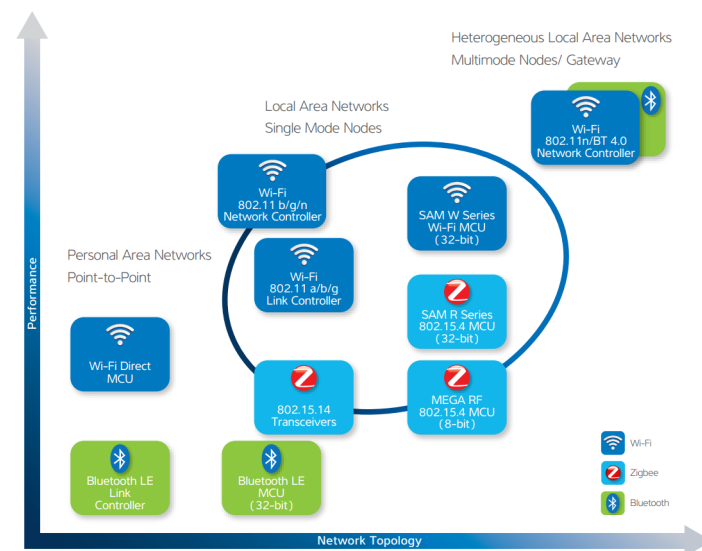 Heterogeneous Local Area Networks
Multimode Nodes/ Gateway
Local Area Networks
Single Mode Nodes
Wi-Fi
802.11n/BT 4.0
Network Controller
Wi-Fi
802.11 b/g/n
Network Controller
SAM W Series
Wi-Fi MCU
(32-bit)
Personal Area Networks
Point-to-Point
Wi-Fi
802.11 a/b/g
Link Controller
SAM R Series
802.15.4 MCU
(32-bit)
Wi-Fi Direct
MCU
802.15.14
Transceivers
MEGA RF
802.15.4 MCU
(8-bit)
Bluetooth LE
Link
Controller
Bluetooth LE
MCU
(32-bit)
Wi-Fi
Zigbee
Bluetooth
Performance
Network Topology